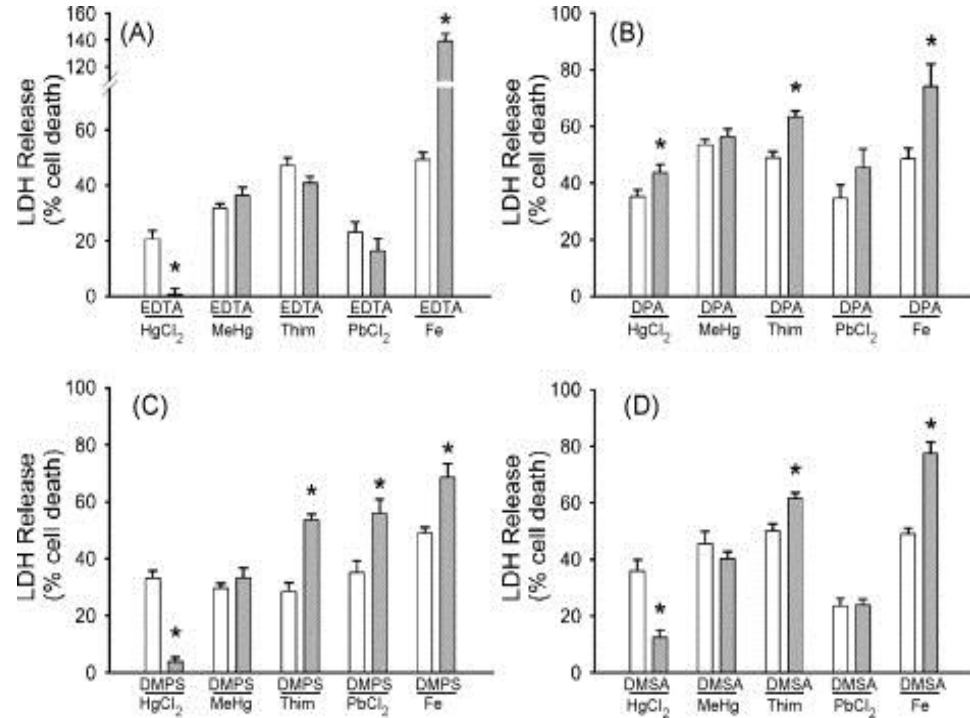 (A)
LDH Release
(% cell death)
160
140
120
60
40
20
0
*
*
EDTA EDTA EDTA EDTA EDTA
HgCl₂ MeHg Thim PbCl₂ Fe
(B)
LDH Release
(% cell death)
100
80
60
40
20
0
*
*
*
DPA DPA DPA DPA DPA
HgCl₂ MeHg Thim PbCl₂ Fe
(C)
LDH Release
(% cell death)
100
80
60
40
20
0
*
*
*
*
DMPS DMPS DMPS DMPS DMPS
HgCl₂ MeHg Thim PbCl₂ Fe
(D)
LDH Release
(% cell death)
100
80
60
40
20
0
*
*
*
DMSA DMSA DMSA DMSA DMSA
HgCl₂ MeHg Thim PbCl₂ Fe